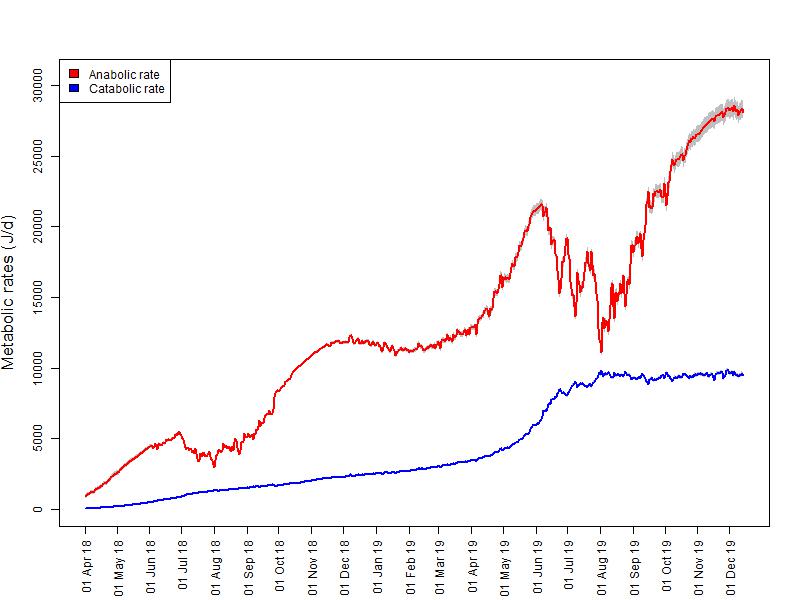 Anabolic rate
Catabolic rate
Metabolic rates (J/d)
30000
25000
20000
15000
10000
5000
0
01 Apr 18
01 May 18
01 Jun 18
01 Jul 18
01 Aug 18
01 Sep 18
01 Oct 18
01 Nov 18
01 Dec 18
01 Jan 19
01 Feb 19
01 Mar 19
01 Apr 19
01 May 19
01 Jun 19
01 Jul 19
01 Aug 19
01 Sep 19
01 Oct 19
01 Nov 19
01 Dec 19